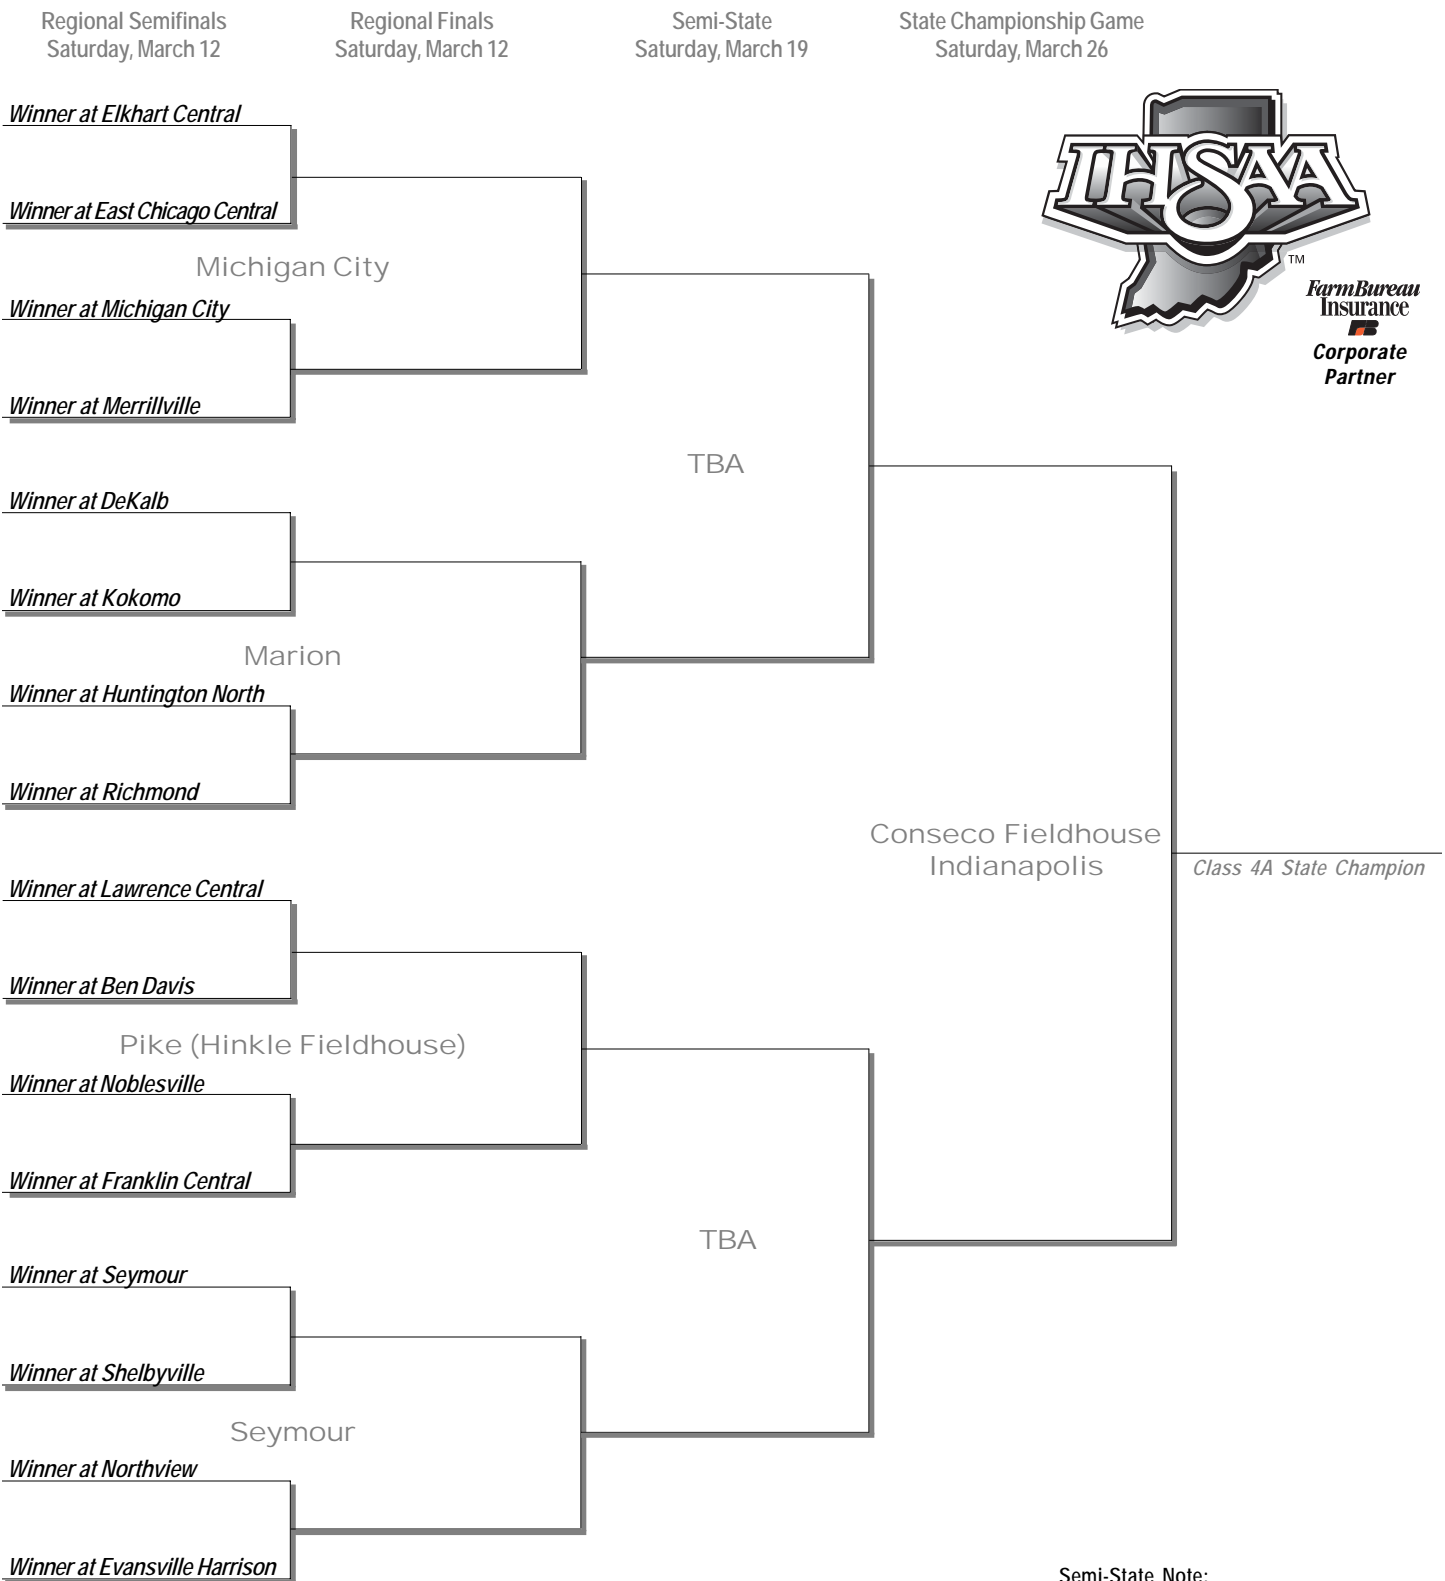 Regional Semifinals
Saturday, March 12
Regional Finals
Saturday, March 12
Semi-State
Saturday, March 19
State Championship Game
Saturday, March 26
Winner at Elkhart Central
Winner at East Chicago Central
Michigan City
Winner at Michigan City
Winner at Merrillville
IHSAA
TM
Farm Bureau
Insurance
FB
Corporate
Partner
TBA
Winner at DeKalb
Winner at Kokomo
Marion
Winner at Huntington North
Winner at Richmond
Conseco Fieldhouse
Indianapolis
Class 4A State Champion
Winner at Lawrence Central
Winner at Ben Davis
Pike (Hinkle Fieldhouse)
Winner at Noblesville
Winner at Franklin Central
TBA
Winner at Seymour
Winner at Shelbyville
Seymour
Winner at Northview
Winner at Evansville Harrison
Semi-State Note: